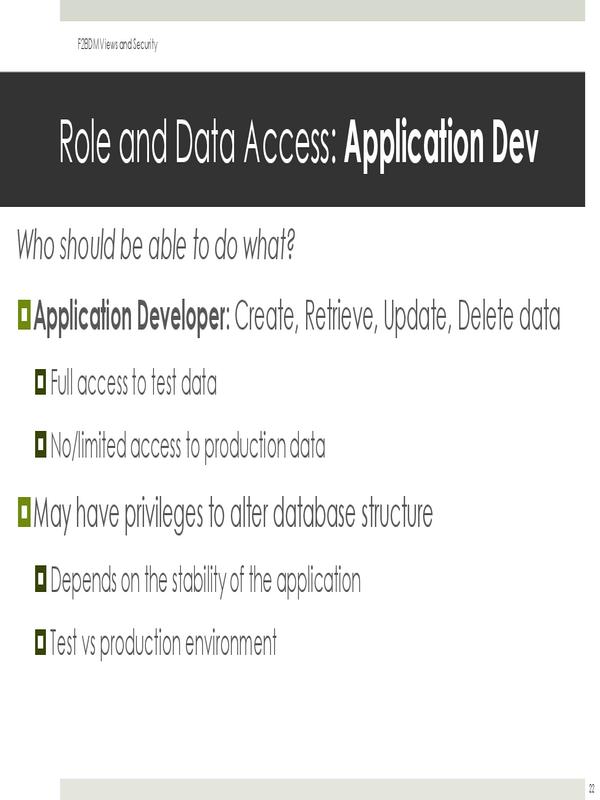 F2BDM Views and Security
Role and Data Access: Application Dev
Who should be able to do what?
Application Developer: Create, Retrieve, Update, Delete data
Full access to test data
No/limited access to production data
May have privileges to alter database structure
Depends on the stability of the application
Test vs production environment
22